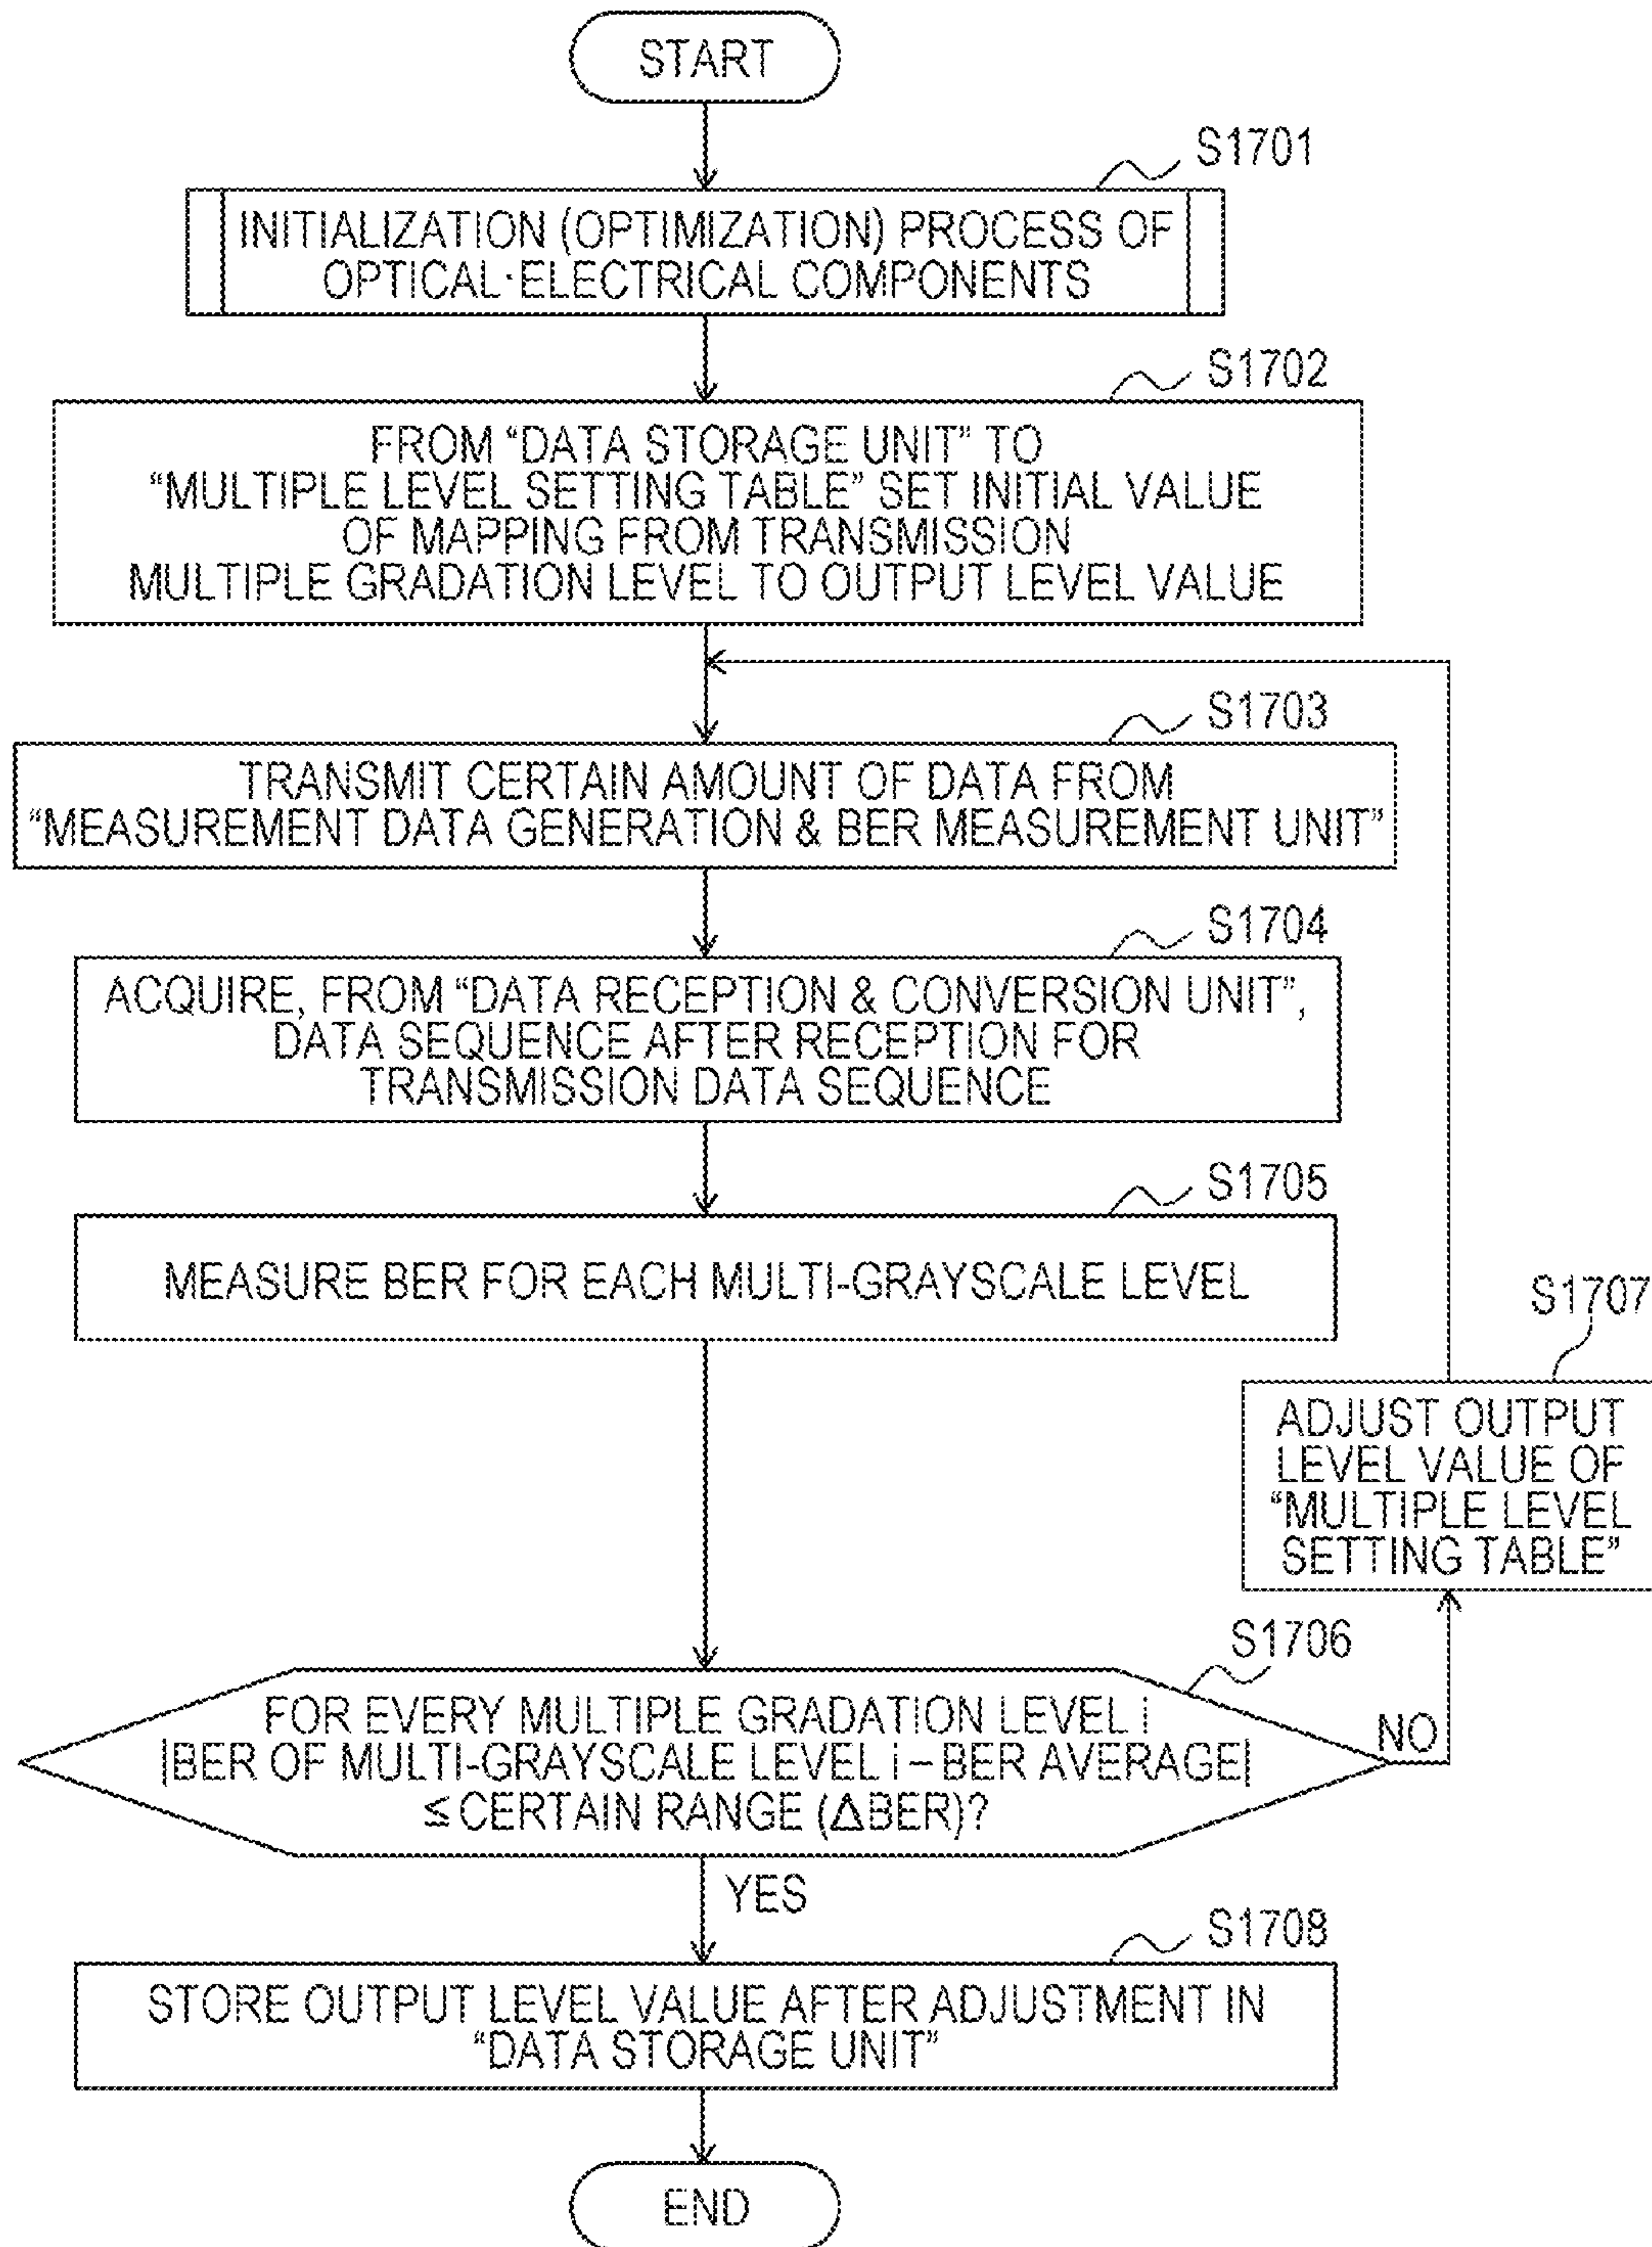 START
S1701
INITIALIZATION (OPTIMIZATION) PROCESS OF
OPTICAL·ELECTRICAL COMPONENTS
S1702
FROM “DATA STORAGE UNIT” TO
“MULTIPLE LEVEL SETTING TABLE” SET INITIAL VALUE
OF MAPPING FROM TRANSMISSION
MULTIPLE GRADATION LEVEL TO OUTPUT LEVEL VALUE
S1703
TRANSMIT CERTAIN AMOUNT OF DATA FROM
“MEASUREMENT DATA GENERATION & BER MEASUREMENT UNIT”
S1704
ACQUIRE, FROM “DATA RECEPTION & CONVERSION UNIT”,
DATA SEQUENCE AFTER RECEPTION FOR
TRANSMISSION DATA SEQUENCE
S1705
MEASURE BER FOR EACH MULTI-GRAYSCALE LEVEL
S1707
ADJUST OUTPUT
LEVEL VALUE OF
“MULTIPLE LEVEL
SETTING TABLE”
S1706
FOR EVERY MULTIPLE GRADATION LEVEL i
|BER OF MULTI-GRAYSCALE LEVEL i – BER AVERAGE|
≦ CERTAIN RANGE (ΔBER)?
NO
YES
S1708
STORE OUTPUT LEVEL VALUE AFTER ADJUSTMENT IN
“DATA STORAGE UNIT”
END